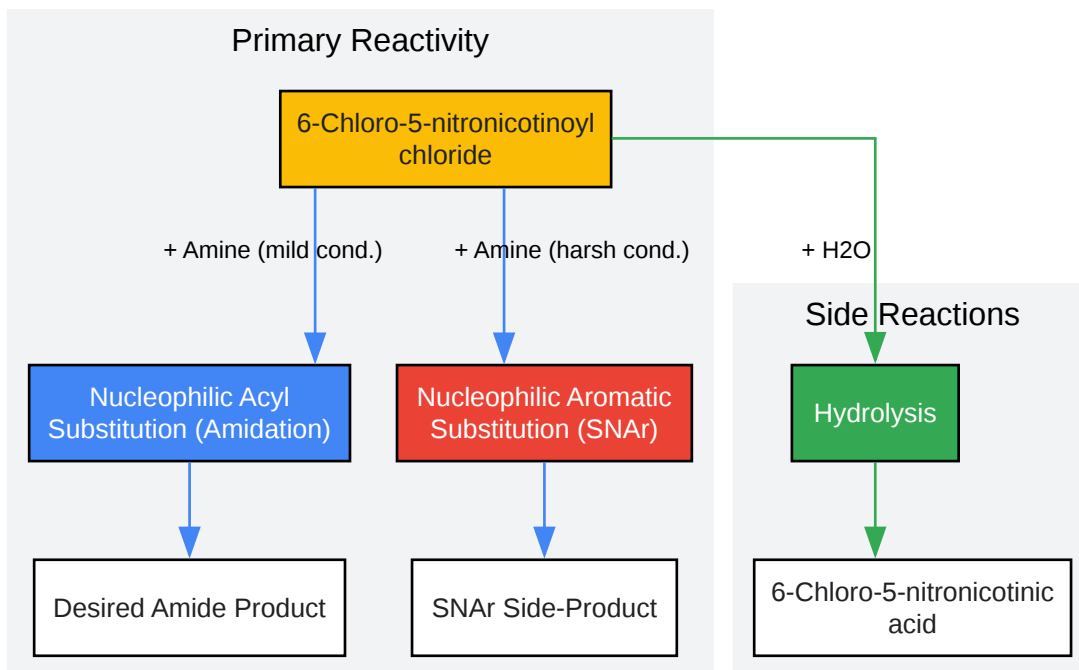 Primary Reactivity
6-Chloro-5-nitronicotinoyl
chloride
+ Amine (mild cond.)
+ Amine (harsh cond.)
+ H2O
Side Reactions
Nucleophilic Acyl
Substitution (Amidation)
Nucleophilic Aromatic
Substitution (SNAr)
Hydrolysis
Desired Amide Product
SNAr Side-Product
6-Chloro-5-nitronicotinic
acid